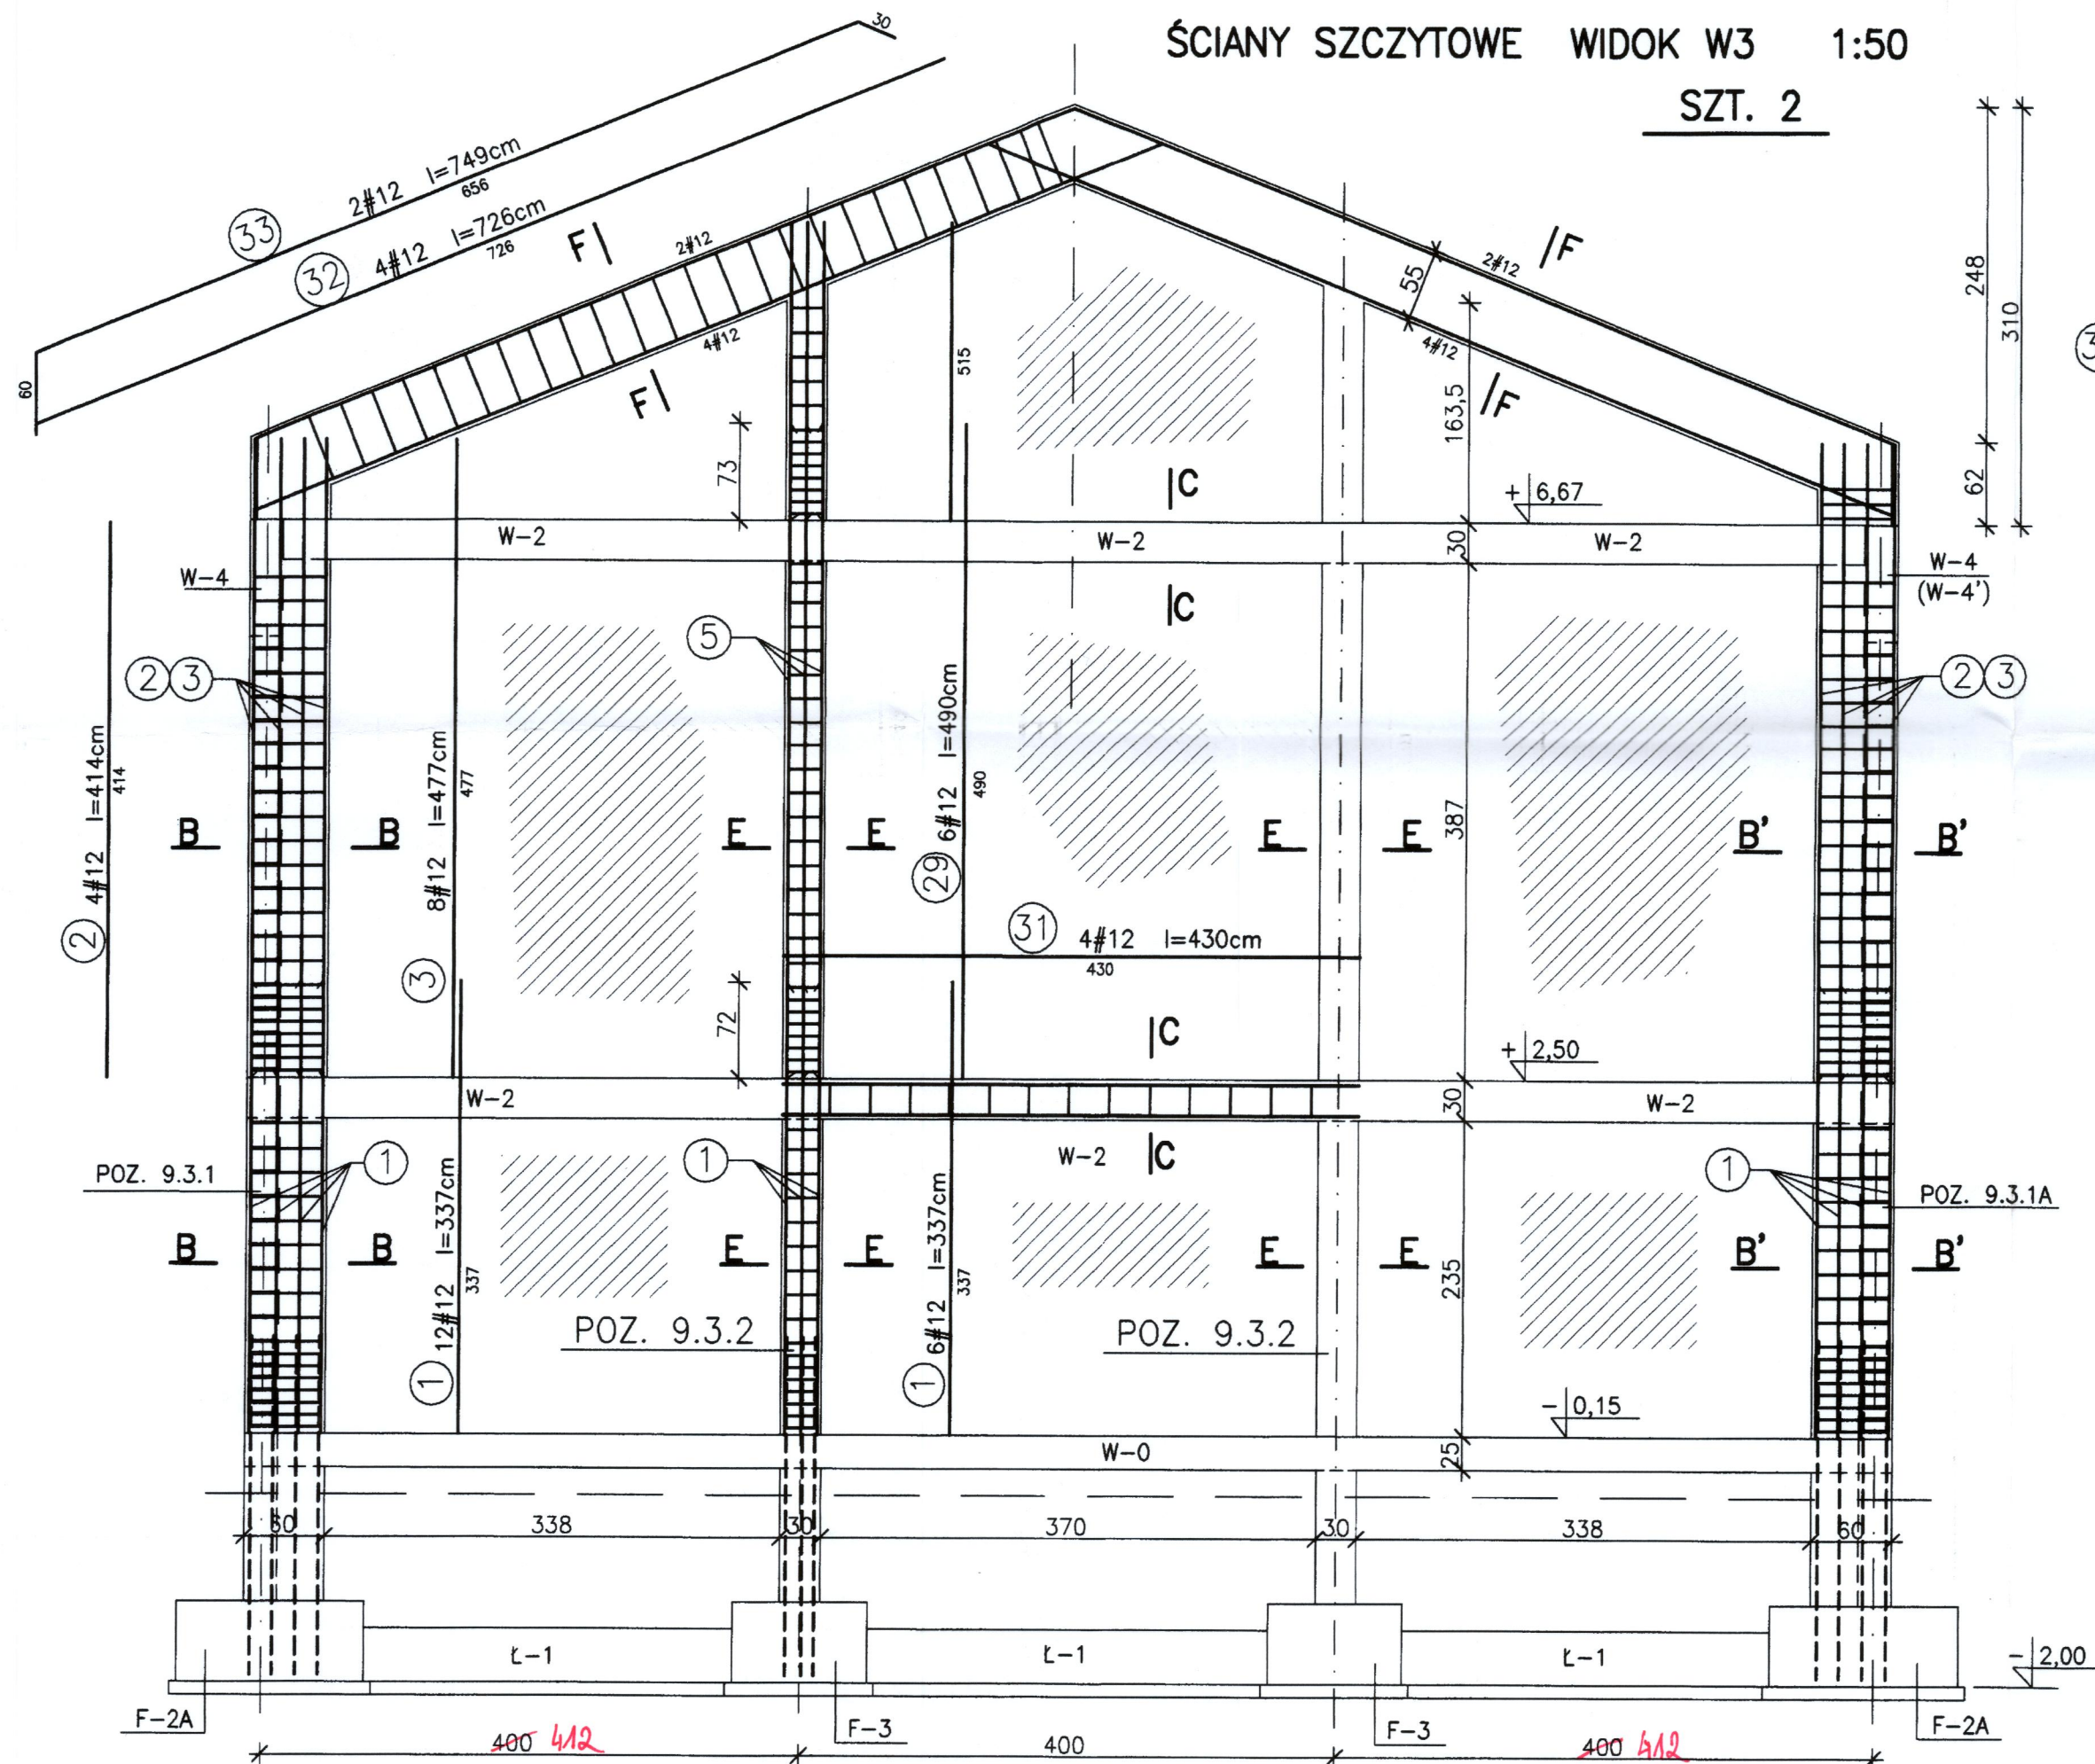 ŚCIANY SZCZYTOWE WIDOK W3 1:50
SZT. 2
30
33 2#12 l=749cm
656
32 4#12 l=726cm
726
60
F
2#12
4#12
F
F
2#12
55
4#12
F
248
310
62
3
515
163,5
73
C
+ 6,67
W-2
W-2
30
W-2
W-4
W-4
(W-4')
C
5
2 3
2 3
2 4#12 l=414cm
414
3 8#12 l=477cm
477
29 6#12 l=490cm
490
387
B
B
E
E
E
E
B'
B'
31 4#12 l=430cm
430
72
C
+ 2,50
W-2
30
W-2
W-2
C
1
1
1
POZ. 9.3.1
POZ. 9.3.1A
1 12#12 l=337cm
337
1 6#12 l=337cm
337
235
B
B
E
E
E
E
B'
B'
POZ. 9.3.2
POZ. 9.3.2
- 0,15
W-0
25
60
338
30
370
30
338
60
Ł-1
Ł-1
Ł-1
- 2,00
F-2A
F-3
F-3
F-2A
400 412
400
400 412